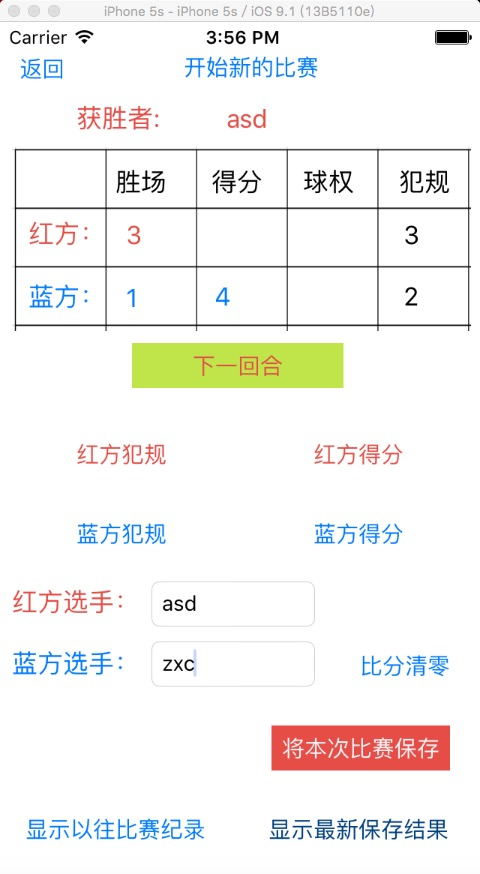 iPhone 5s - iPhone 5s / iOS 9.1 (13B5110e)
Carrier 3:56 PM
返回 开始新的比赛
获胜者: asd
胜场 得分 球权 犯规
红方： 3 3
蓝方： 1 4 2
下一回合
红方犯规 红方得分
蓝方犯规 蓝方得分
红方选手： asd
蓝方选手： zxc 比分清零
将本次比赛保存
显示以往比赛纪录 显示最新保存结果